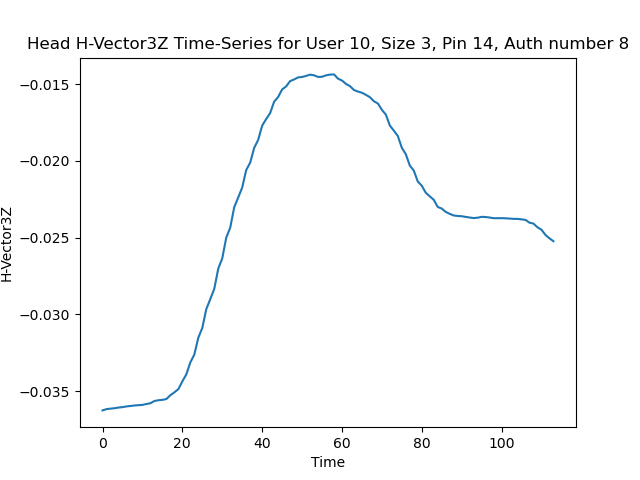 Head H-Vector3Z Time-Series for User 10, Size 3, Pin 14, Auth number 8
−0.015
−0.020
−0.025
−0.030
−0.035
H-Vector3Z
0 20 40 60 80 100
Time